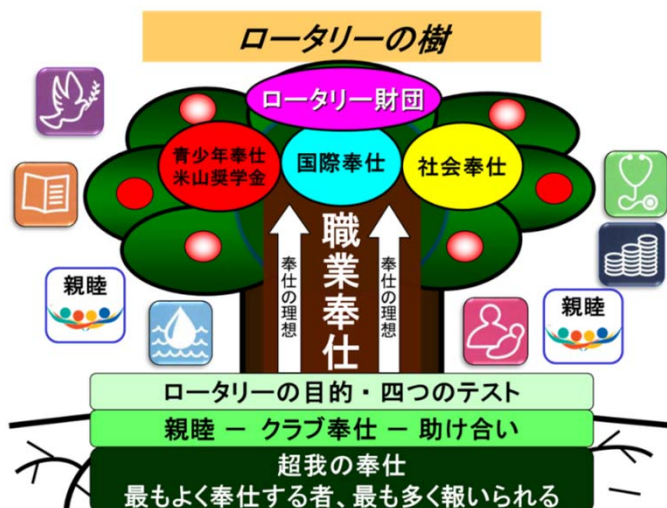 ロータリーの樹
ロータリー財団
青少年奉仕
米山奨学金
国際奉仕
社会奉仕
職業奉仕
奉仕の理想
奉仕の理想
親睦
親睦
ロータリーの目的・四つのテスト
親睦 － クラブ奉仕 － 助け合い
超我の奉仕
最もよく奉仕する者、最も多く報いられる